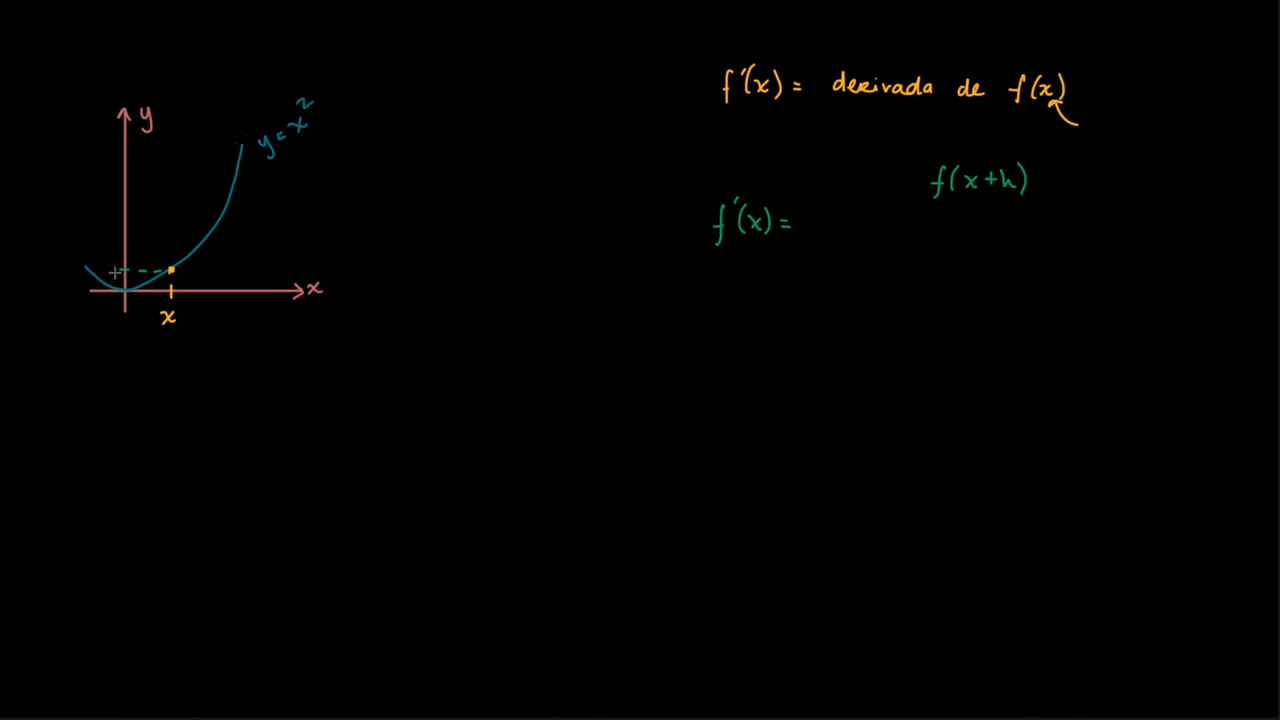 y
y = x²
x
x
f'(x) = derivada de f(x)
f(x+h)
f'(x) =